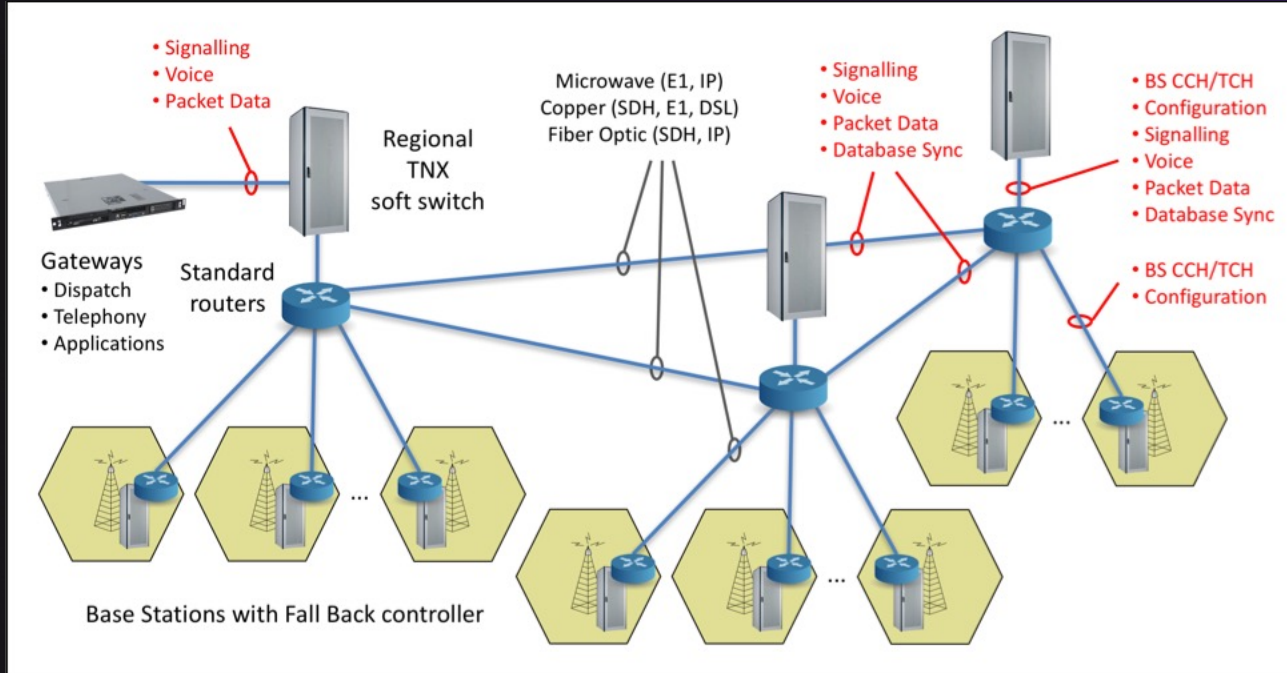 • Signalling
• Voice
• Packet Data
Regional
TNX
soft switch
Gateways
• Dispatch
• Telephony
• Applications
Standard
routers
Microwave (E1, IP)
Copper (SDH, E1, DSL)
Fiber Optic (SDH, IP)
• Signalling
• Voice
• Packet Data
• Database Sync
• BS CCH/TCH
• Configuration
• Signalling
• Voice
• Packet Data
• Database Sync
• BS CCH/TCH
• Configuration
...
...
...
Base Stations with Fall Back controller